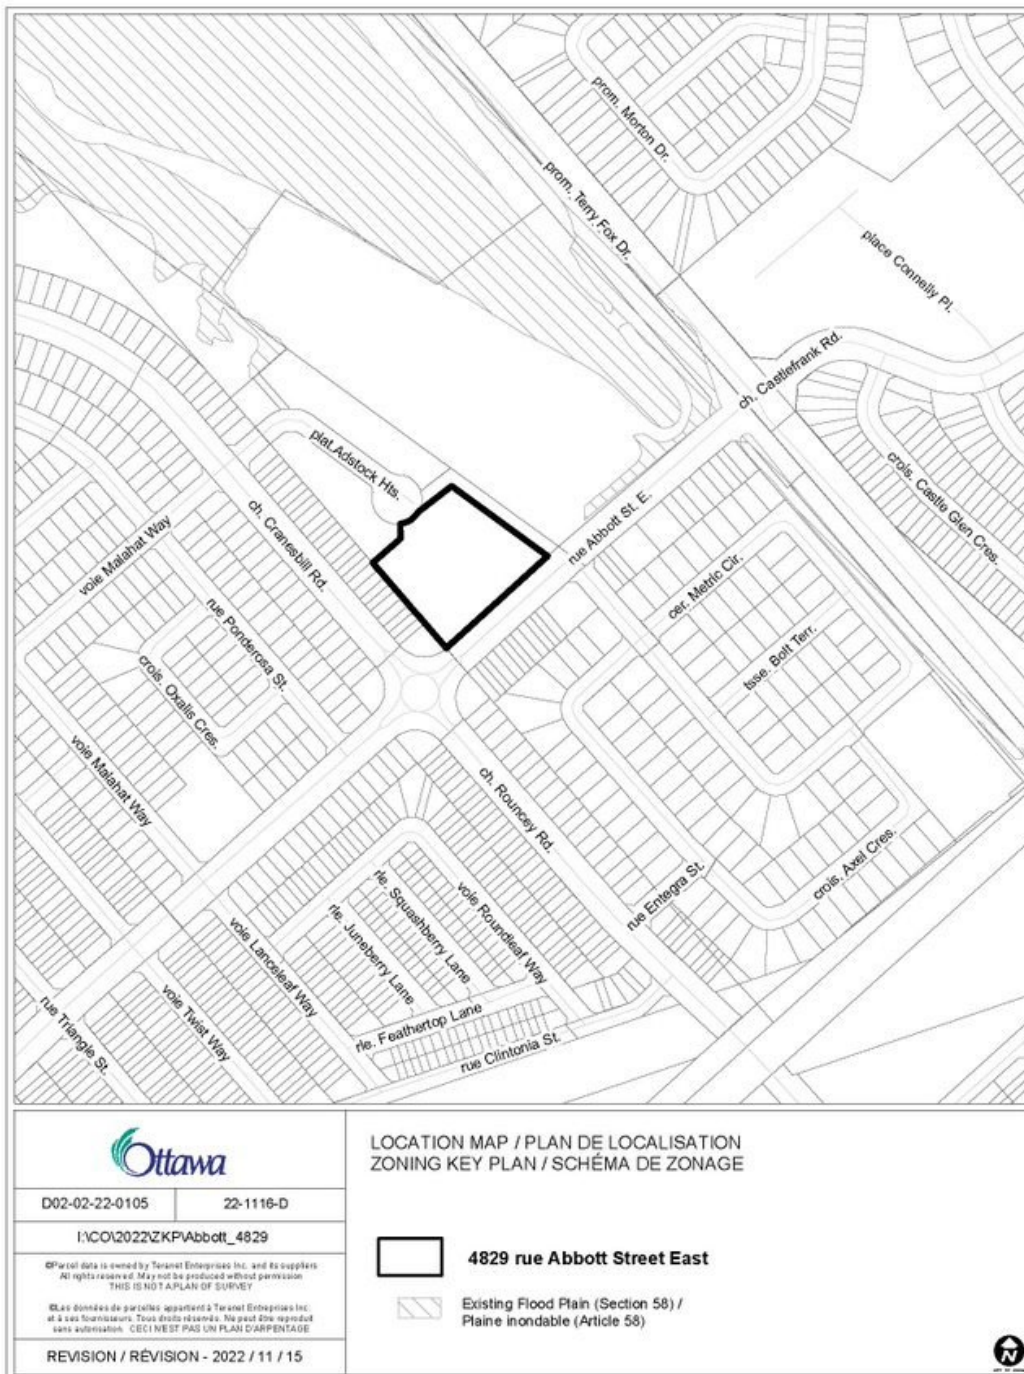 prom. Morton Dr.
prom. Terry Fox Dr.
place Connelly Pl.
ch. Castlefrank Rd.
plat. Adstock Hts.
crois. Castle Glen Cres.
ch. Cranesbill Rd.
rue Abbott St. E.
voie Malahat Way
cer. Metric Cir.
rue Ponderosa St.
tsse. Bolt Terr.
crois. Oxalis Cres.
voie Malahat Way
ch. Rouncey Rd.
crois. Axel Cres.
rue Entegra St.
rle. Squashberry Lane
voie Roundleaf Way
rle. Juneberry Lane
voie Lanceleaf Way
voie Twist Way
rue Triangle St.
rle. Feathertop Lane
rue Clintonia St.
Ottawa
D02-02-22-0105
22-1116-D
I:\CO\2022\ZKP\Abbott_4829
©Parcel data is owned by Teranet Enterprises Inc. and its suppliers
All rights reserved. May not be produced without permission
THIS IS NOT A PLAN OF SURVEY
©Les données de parcelles appartient à Teranet Entreprises Inc.
et à ses fournisseurs. Tous droits réservés. Ne peut être reproduit
sans autorisation. CECI N'EST PAS UN PLAN D'ARPENTAGE
REVISION / RÉVISION - 2022 / 11 / 15
LOCATION MAP / PLAN DE LOCALISATION
ZONING KEY PLAN / SCHÉMA DE ZONAGE
4829 rue Abbott Street East
Existing Flood Plain (Section 58) /
Plaine inondable (Article 58)
N